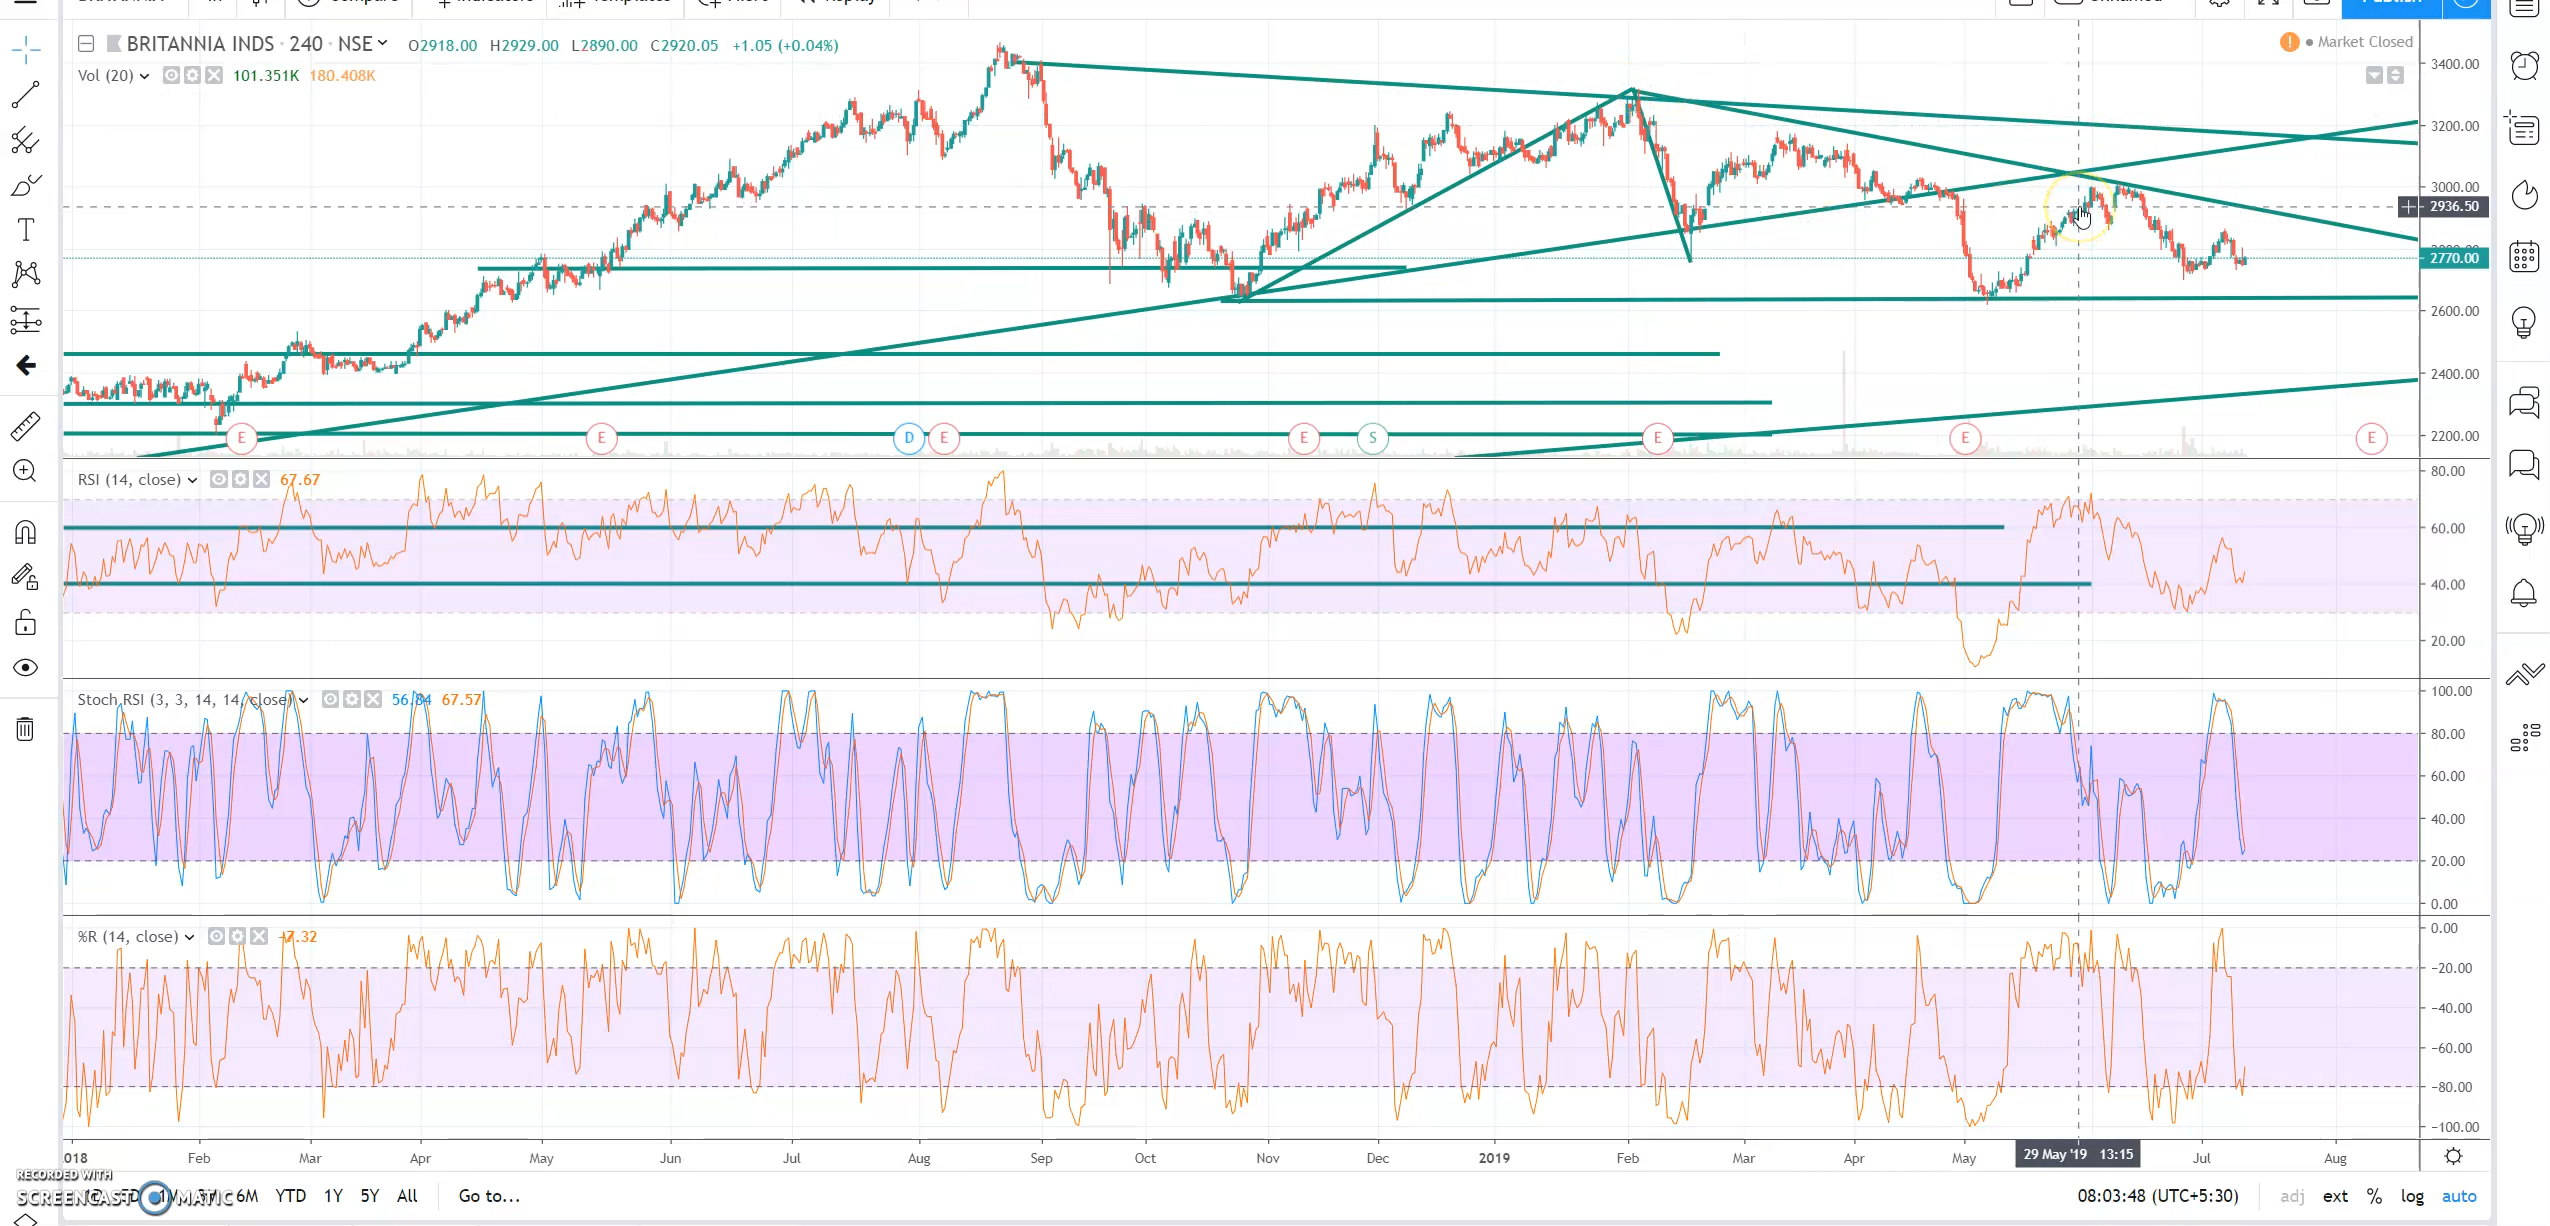 BRITANNIA INDS · 240 · NSE O2918.00 H2929.00 L2890.00 C2920.05 +1.05 (+0.04%)
Market Closed
Vol (20) 101.351K 180.408K
3400.00
3200.00
3000.00
2936.50
2770.00
2600.00
2400.00
2200.00
E E D E E S E E E
RSI (14, close) 67.67
80.00
60.00
40.00
20.00
Stoch RSI (3, 3, 14, 14, close) 56.84 67.57
100.00
80.00
60.00
40.00
20.00
0.00
%R (14, close) -7.32
0.00
-20.00
-40.00
-60.00
-80.00
-100.00
Feb Mar Apr May Jun Jul Aug Sep Oct Nov Dec 2019 Feb Mar Apr May 29 May '19 13:15 Jul Aug
RECORDED WITH
SCREENCAST MATIC
6M YTD 1Y 5Y All Go to... 08:03:48 (UTC+5:30) adj ext % log auto